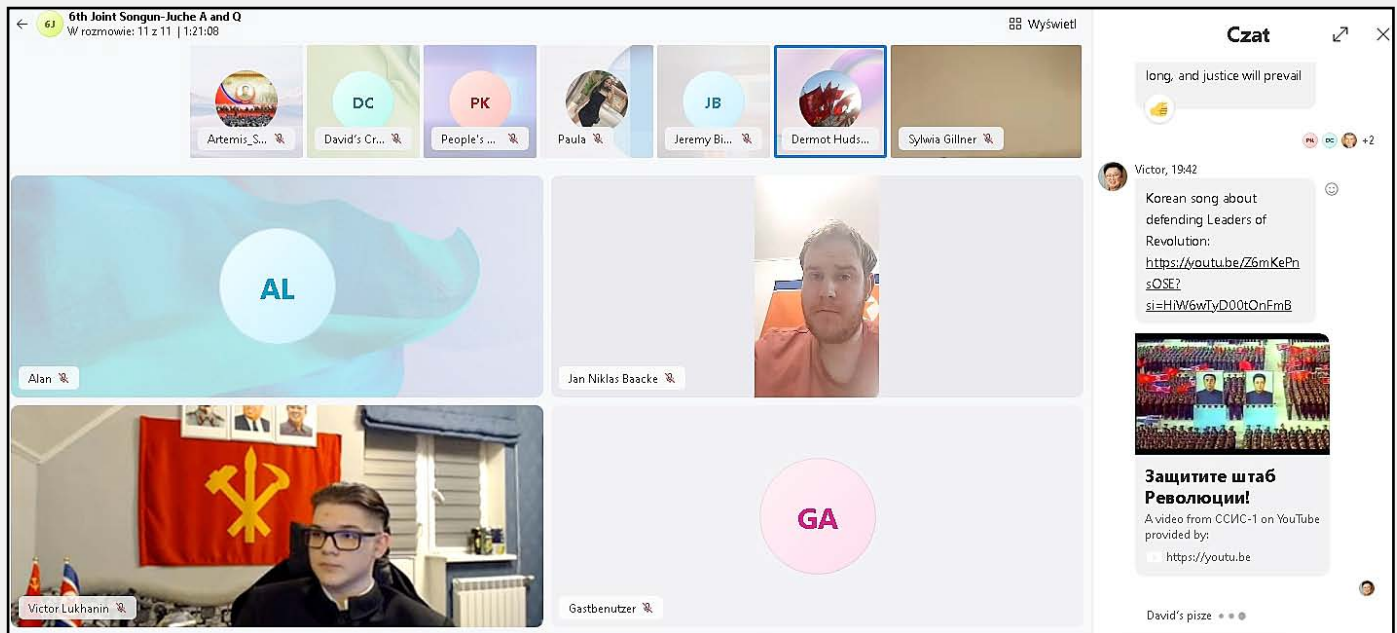 6J
6th Joint Songun-Juche A and Q
W rozmowie: 11 z 11 | 1:21:08
Wyświetl
DC
PK
JB
Artemis_S...
David's Cr...
People's ...
Paula
Jeremy Bi...
Dermot Huds...
Sylwia Gillner
AL
Alan
Jan Niklas Baacke
Victor Lukhanin
GA
Gastbenutzer
Czat
long, and justice will prevail
PK
DC
+2
Victor, 19:42
Korean song about
defending Leaders of
Revolution:
https://youtu.be/Z6mKePn
sOSE?
si=HiW6wTyD00tOnFmB
Защитите штаб
Революции!
A video from ССИС-1 on YouTube
provided by:
https://youtu.be
David's pisze